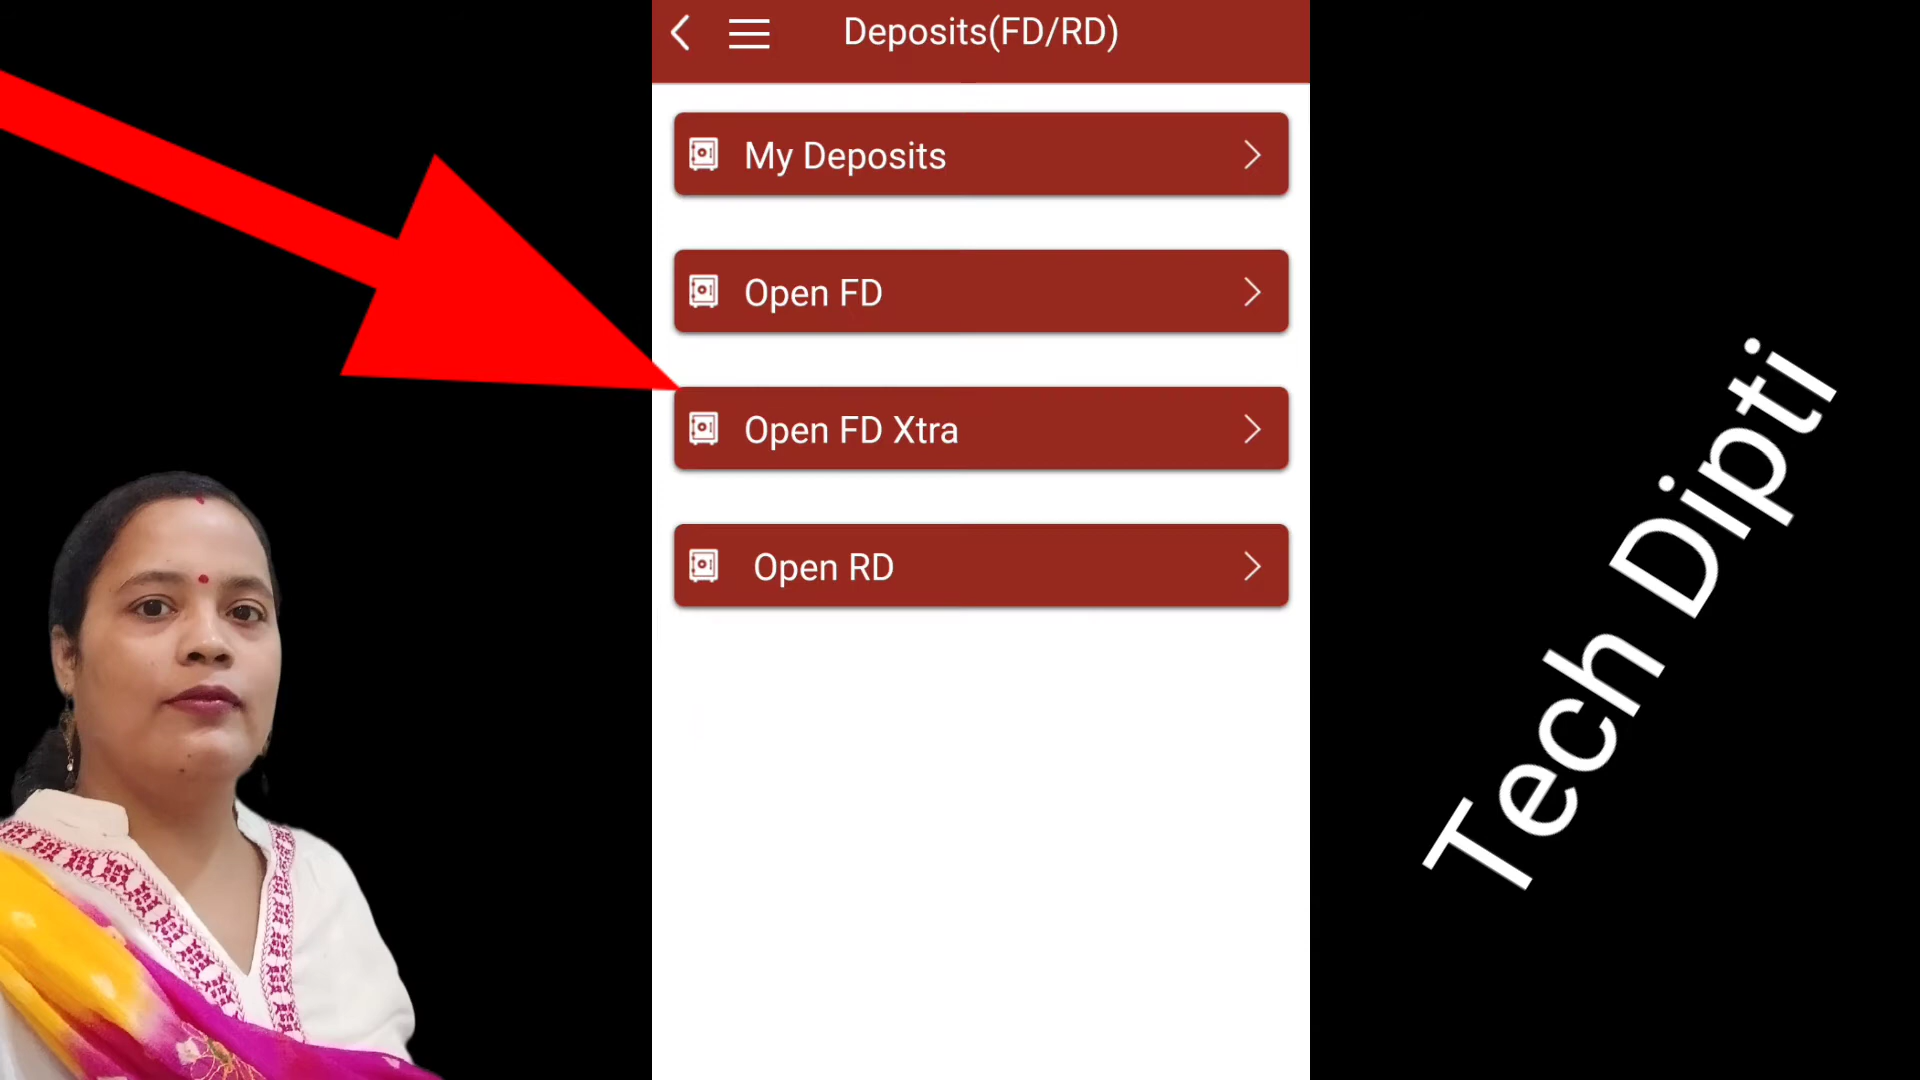 Deposits(FD/RD)
My Deposits
Open FD
Open FD Xtra
Open RD
Tech Dipti